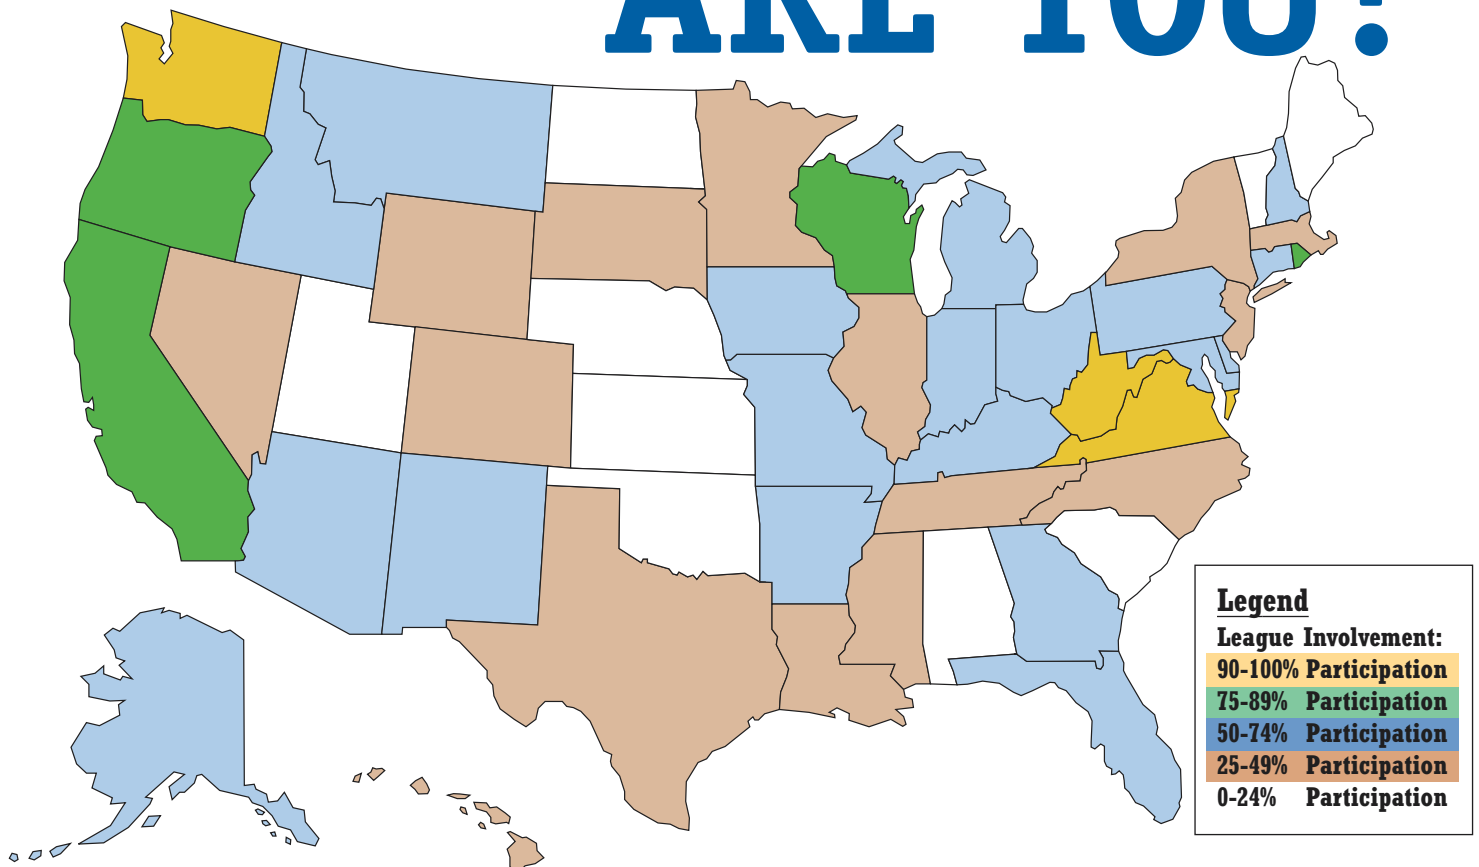 ARE YOU?
Legend
League Involvement:
90-100% Participation
75-89% Participation
50-74% Participation
25-49% Participation
0-24% Participation